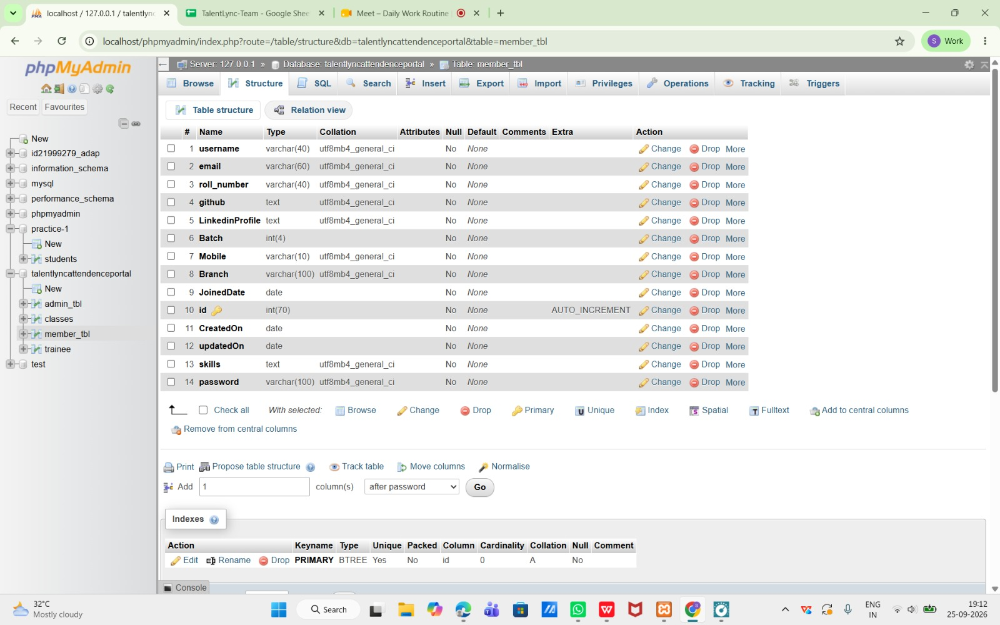 localhost / 127.0.0.1 / talentlync
TalentLync-Team - Google She
Meet – Daily Work Routine
localhost/phpmyadmin/index.php?route=/table/structure&db=talentlyncattendenceportal&table=member_tbl
S Work
phpMyAdmin
Recent Favourites
New
id21999279_adap
information_schema
mysql
performance_schema
phpmyadmin
practice-1
New
students
talentlyncattendenceportal
New
admin_tbl
classes
member_tbl
trainee
test
Server: 127.0.0.1 » Database: talentlyncattendenceportal » Table: member_tbl
Browse Structure SQL Search Insert Export Import Privileges Operations Tracking Triggers
Table structure Relation view
# Name Type Collation Attributes Null Default Comments Extra Action
1 username varchar(40) utf8mb4_general_ci No None Change Drop More
2 email varchar(60) utf8mb4_general_ci No None Change Drop More
3 roll_number varchar(40) utf8mb4_general_ci No None Change Drop More
4 github text utf8mb4_general_ci No None Change Drop More
5 LinkedinProfile text utf8mb4_general_ci No None Change Drop More
6 Batch int(4) No None Change Drop More
7 Mobile varchar(10) utf8mb4_general_ci No None Change Drop More
8 Branch varchar(100) utf8mb4_general_ci No None Change Drop More
9 JoinedDate date No None Change Drop More
10 id int(70) No None AUTO_INCREMENT Change Drop More
11 CreatedOn date No None Change Drop More
12 updatedOn date No None Change Drop More
13 skills text utf8mb4_general_ci No None Change Drop More
14 password varchar(100) utf8mb4_general_ci No None Change Drop More
Check all With selected: Browse Change Drop Primary Unique Index Spatial Fulltext Add to central columns
Remove from central columns
Print Propose table structure Track table Move columns Normalise
Add 1 column(s) after password Go
Indexes
Action Keyname Type Unique Packed Column Cardinality Collation Null Comment
Edit Rename Drop PRIMARY BTREE Yes No id 0 A No
Console
32°C
Mostly cloudy
Search
ENG
IN
19:12
25-09-2026